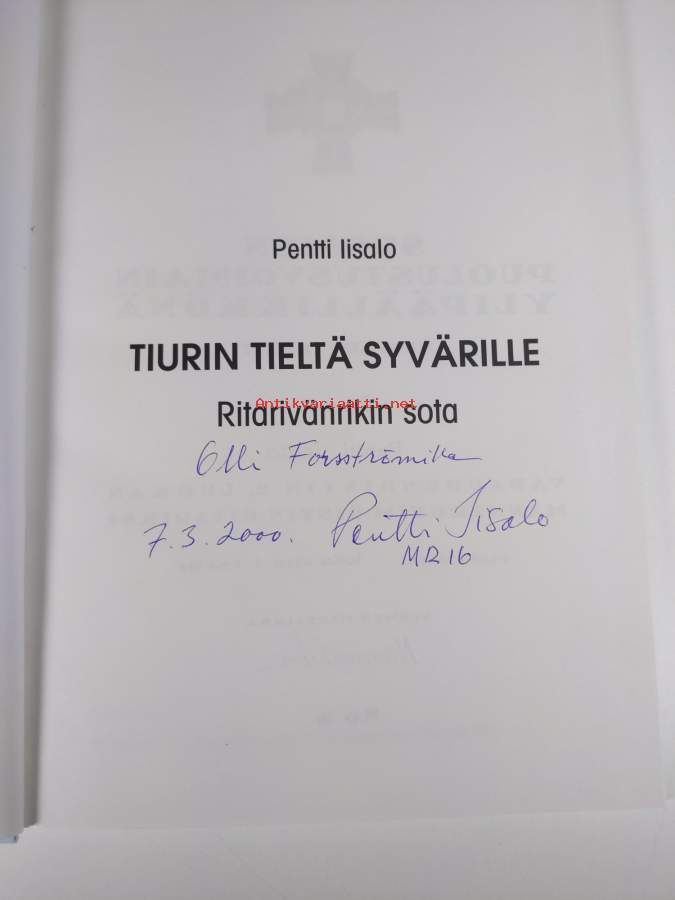 Pentti Iisalo
TIURIN TIELTÄ SYVÄRILLE
Antikvariaatti.net
Ritarivänrikin sota
Olli Forsströmille
7.3.2000. Pentti Iisalo
MR 16